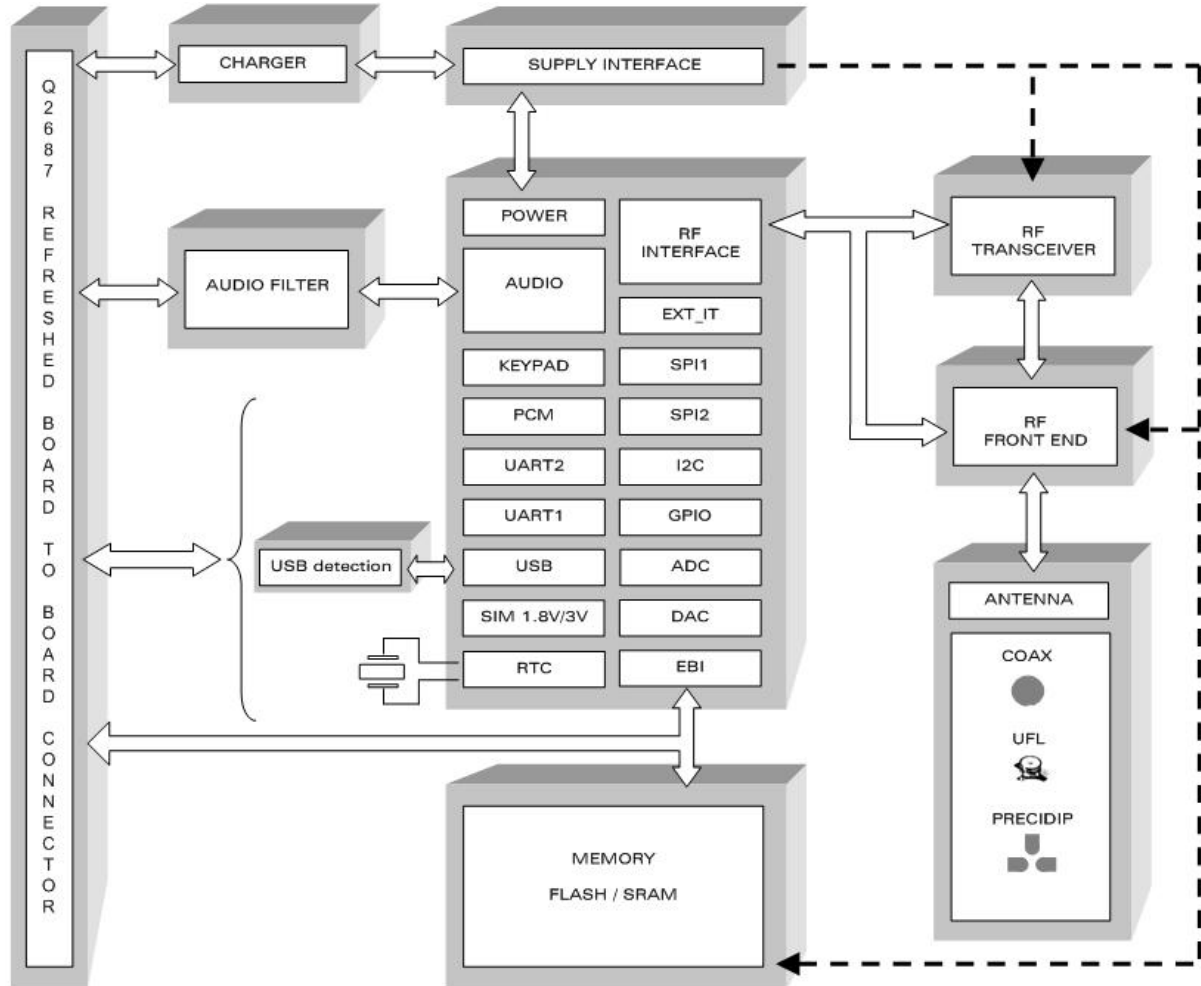 Q2687 REFRESHED BOARD TO BOARD CONNECTOR
CHARGER
SUPPLY INTERFACE
POWER
RF
INTERFACE
RF
TRANSCEIVER
AUDIO FILTER
AUDIO
EXT_IT
KEYPAD
SPI1
PCM
SPI2
RF
FRONT END
UART2
I2C
UART1
GPIO
USB detection
USB
ADC
ANTENNA
SIM 1.8V/3V
DAC
COAX
RTC
EBI
UFL
PRECIDIP
MEMORY
FLASH / SRAM